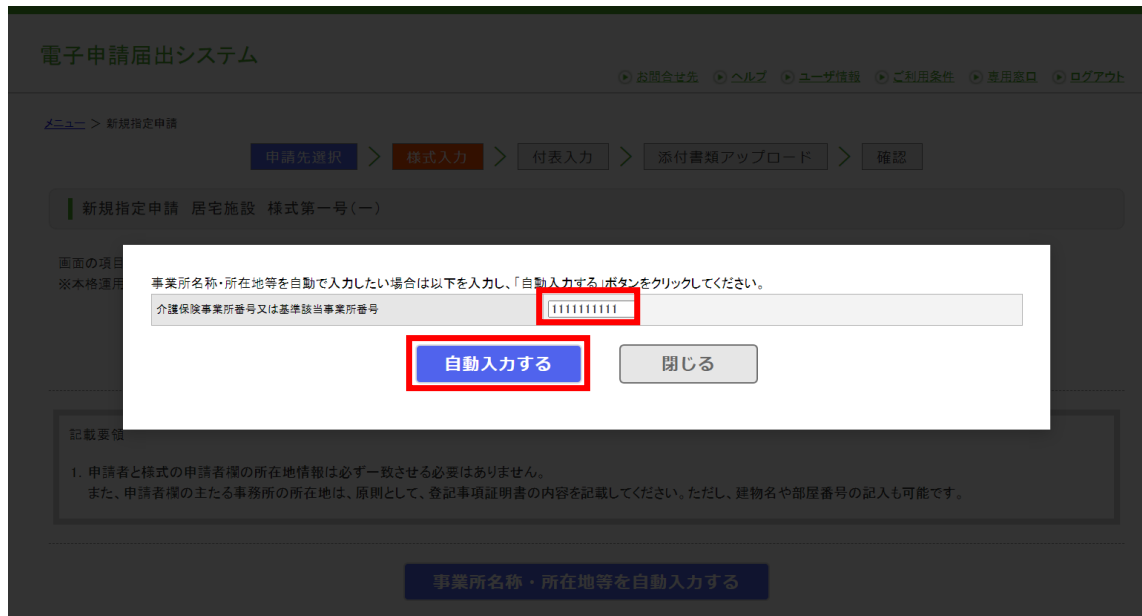 電子申請届出システム
お問合せ先 ヘルプ ユーザ情報 ご利用条件 専用窓口 ログアウト
メニュー > 新規指定申請
申請先選択 > 様式入力 > 付表入力 > 添付書類アップロード > 確認
新規指定申請 居宅施設 様式第一号(一)
画面の項目
※本格運用
事業所名称・所在地等を自動で入力したい場合は以下を入力し、「自動入力する」ボタンをクリックしてください。
介護保険事業所番号又は基準該当事業所番号 1111111111
自動入力する 閉じる
記載要領
1. 申請者と様式の申請者欄の所在地情報は必ず一致させる必要はありません。
また、申請者欄の主たる事務所の所在地は、原則として、登記事項証明書の内容を記載してください。ただし、建物名や部屋番号の記入も可能です。
事業所名称・所在地等を自動入力する